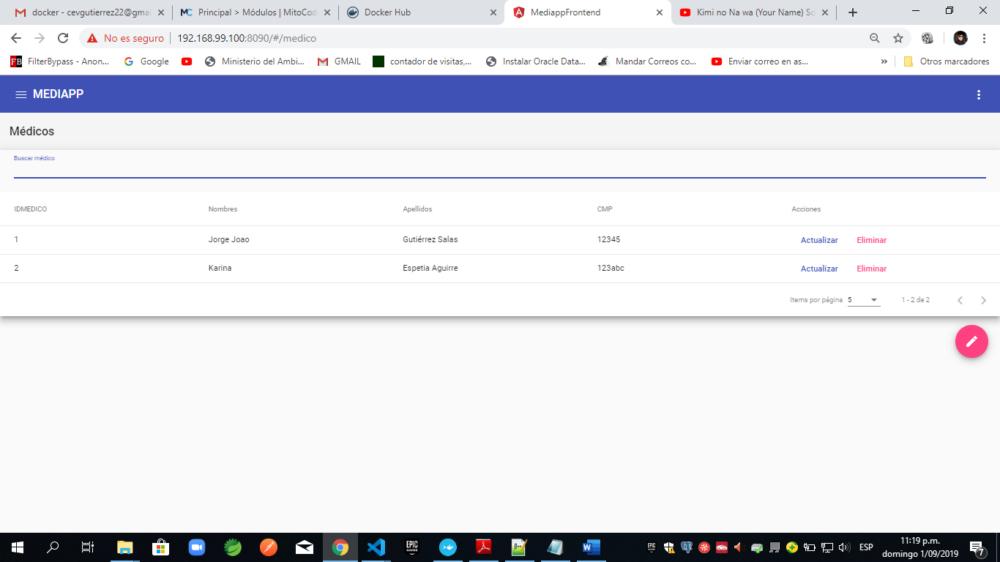 docker - cevgutierrez22@gmai
Principal > Módulos | MitoCod
Docker Hub
MediappFrontend
Kimi no Na wa (Your Name) So
No es seguro
192.168.99.100:8090/#/medico
FB FilterBypass - Anon...
Google
Ministerio del Ambi...
GMAIL
contador de visitas,...
Instalar Oracle Data...
Mandar Correos co...
Enviar correo en as...
»
Otros marcadores
MEDIAPP
Médicos
Buscar médico
IDMEDICO Nombres Apellidos CMP Acciones
1 Jorge Joao Gutiérrez Salas 12345 Actualizar Eliminar
2 Karina Espetia Aguirre 123abc Actualizar Eliminar
Items por página 5 1 - 2 de 2
EPIC GAMES
ESP
11:19 p.m.
domingo 1/09/2019
7